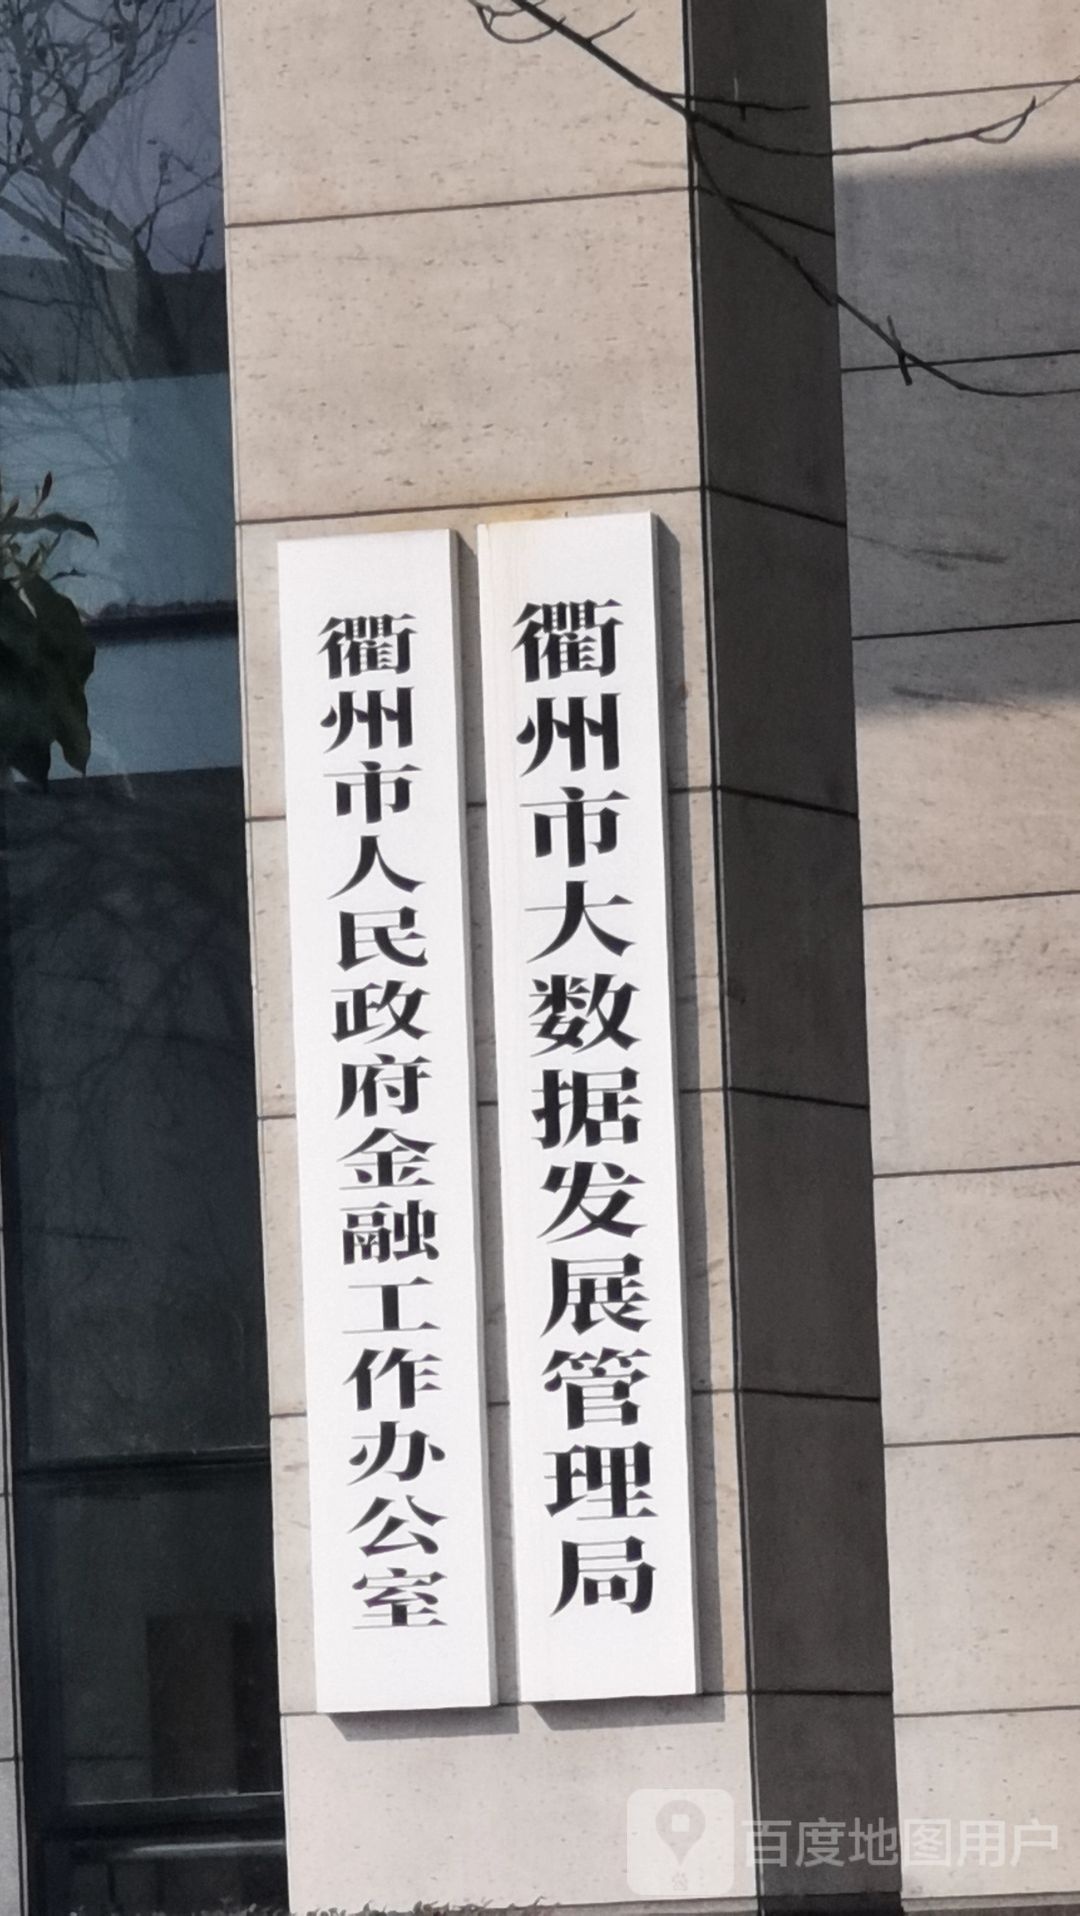 衢州市大数据发展管理局
衢州市人民政府金融工作办公室
百度地图用户